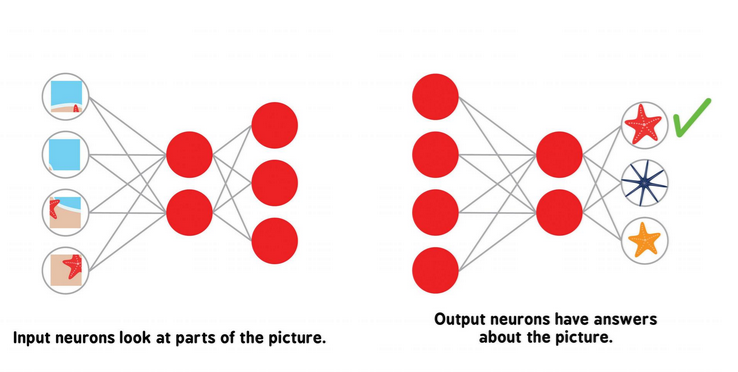 Input neurons look at parts of the picture.
Output neurons have answers
about the picture.